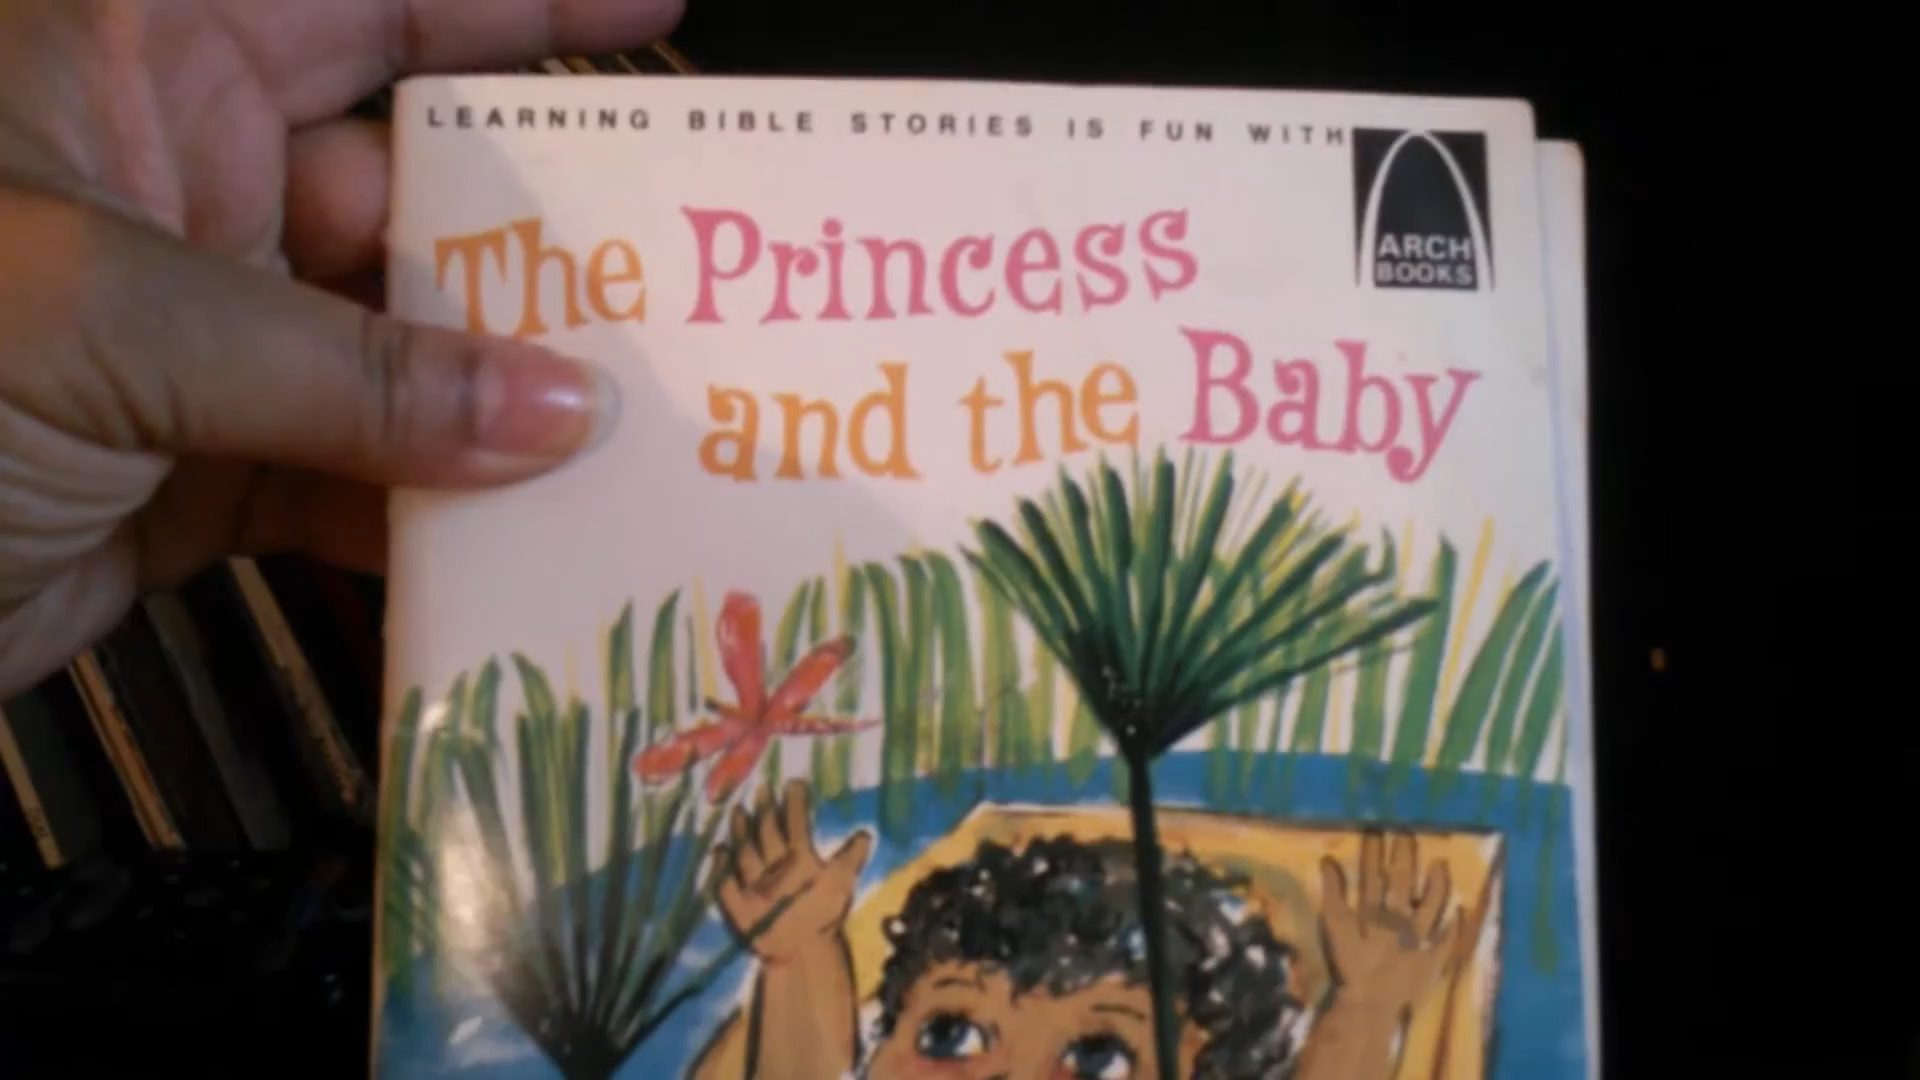 LEARNING BIBLE STORIES IS FUN WITH
ARCH
BOOKS
The Princess
and the Baby